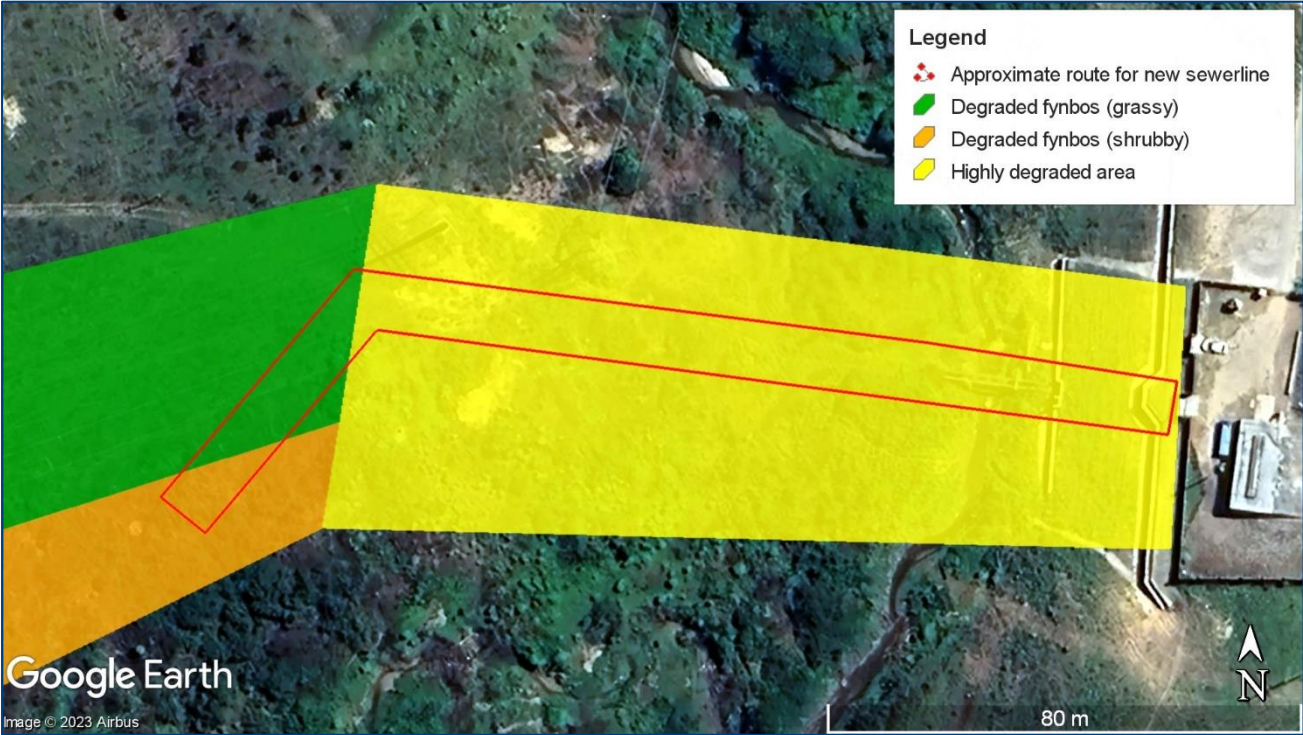 Legend
Approximate route for new sewerline
Degraded fynbos (grassy)
Degraded fynbos (shrubby)
Highly degraded area
Google Earth
Image © 2023 Airbus
N
80 m